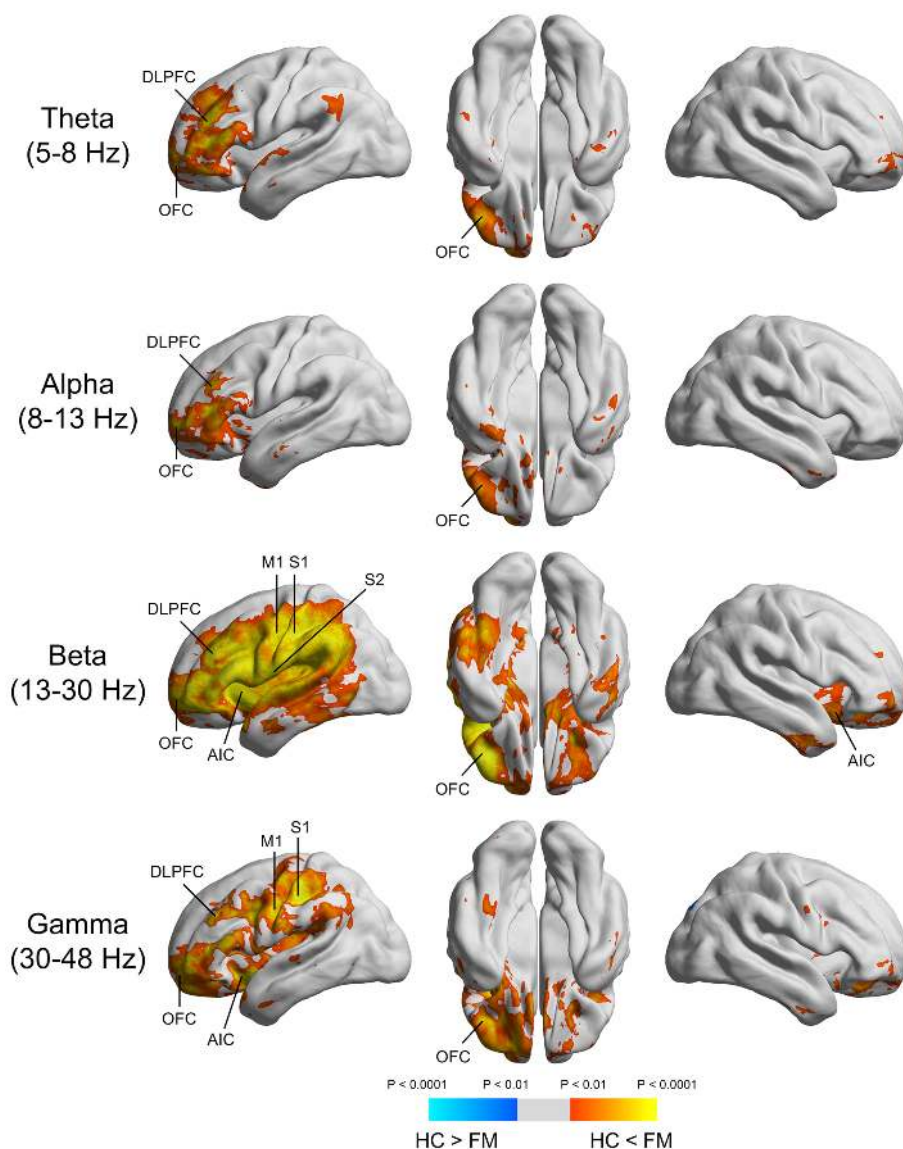 DLPFC
Theta
(5-8 Hz)
OFC
OFC
DLPFC
Alpha
(8-13 Hz)
OFC
OFC
M1 S1
S2
DLPFC
Beta
(13-30 Hz)
OFC
AIC
OFC
AIC
S1
M1
DLPFC
Gamma
(30-48 Hz)
OFC
AIC
OFC
P < 0.0001 P < 0.01 P < 0.01 P < 0.0001
HC > FM HC < FM